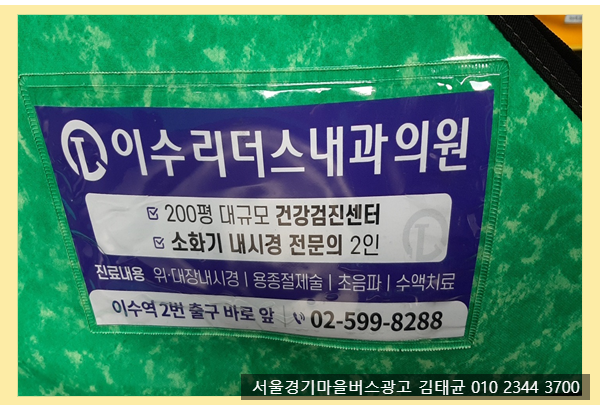 이수리더스내과의원
200평 대규모 건강검진센터
소화기 내시경 전문의 2인
진료내용 위·대장내시경 | 용종절제술 | 초음파 | 수액치료
이수역 2번 출구 바로 앞 02-599-8288
서울경기마을버스광고 김태균 010 2344 3700